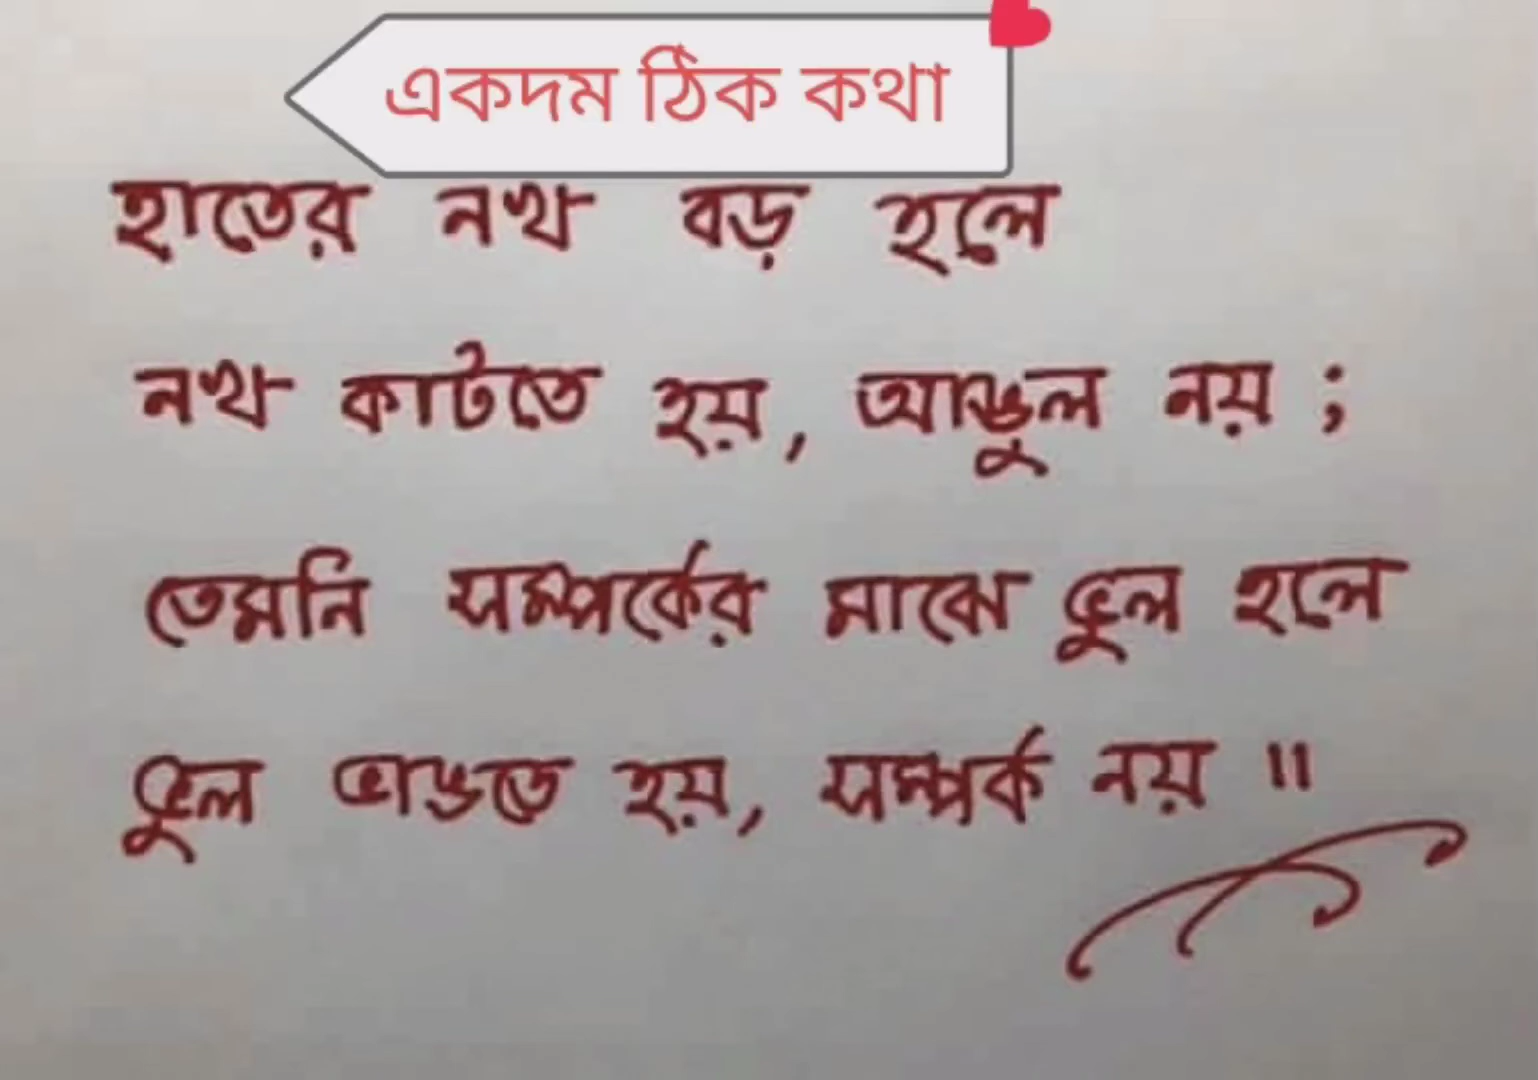 একদম ঠিক কথা
হাতের নখ বড় হলে
নখ কাটতে হয়, আঙুল নয় ;
তেমনি সম্পর্কের মাঝে ভুল হলে
ভুল ভাঙতে হয়, সম্পর্ক নয় ॥